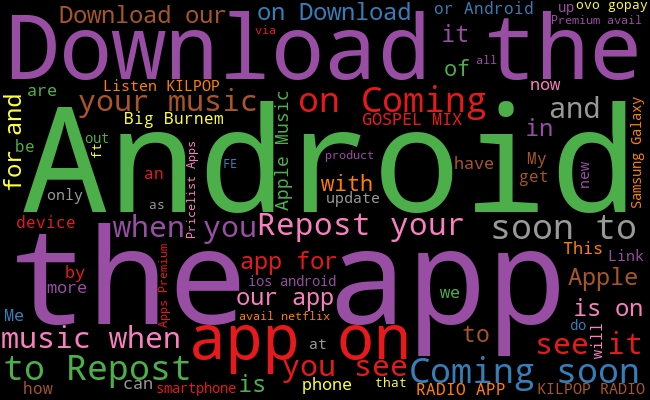 Download our
on Download
or Android
up
ovo gopay
Premium avail
Download the
via
it
of
all
are
Listen KILPOP
your music
on Coming
now
and
for and
Big Burnem
GOSPEL MIX
in
be
out
ft
Android
Apple Music
product
FE
an
with
update
have
My
get
new
Samsung Galaxy
only
as
Pricelist Apps
device
when you
Repost your
soon to
the app
This
Link
by
more
app for
ios android
our app
we
Apple
Apps Premium
avail netflix
is on
Me
do
will
music when
app on
at
to
see it
to Repost
you see
Coming soon
how
can
smartphone
is
phone
that
RADIO APP
KILPOP RADIO